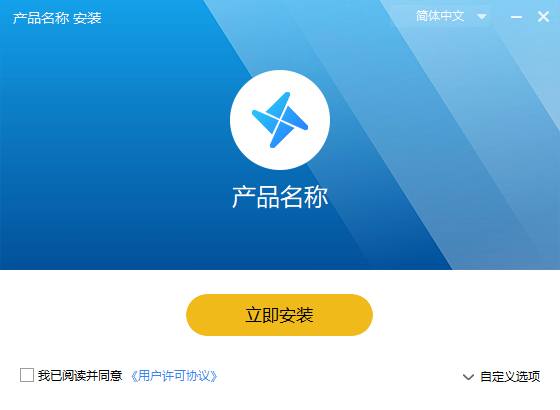 产品名称 安装
简体中文
产品名称
立即安装
我已阅读并同意 《用户许可协议》
自定义选项